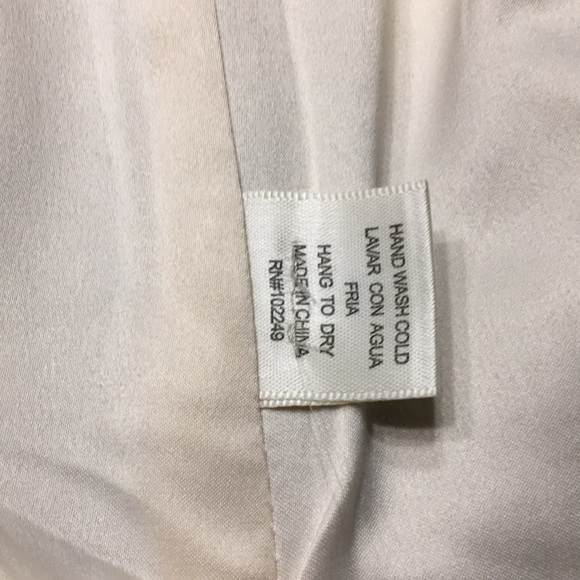 HAND WASH COLD
LAVAR CON AGUA
FRIA
HANG TO DRY
MADE IN CHINA
RN#102249